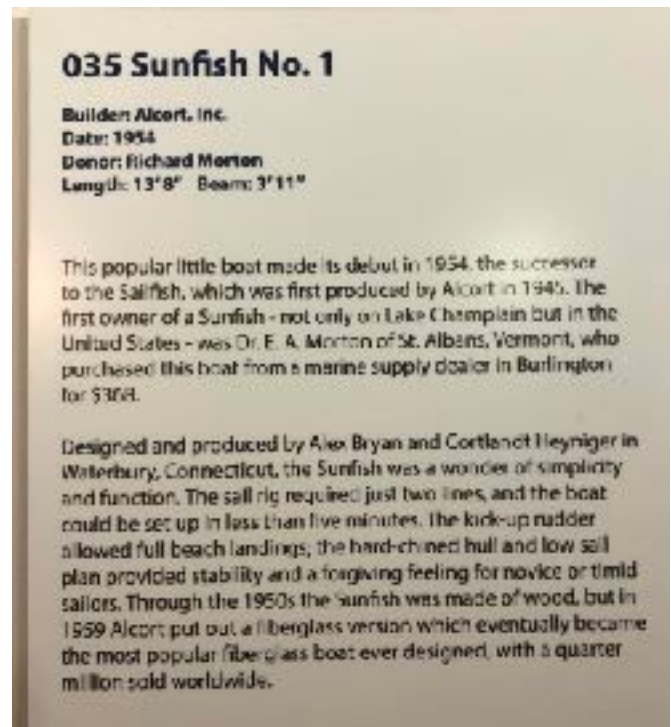 035 Sunfish No. 1
Builder: Alcort, Inc.
Date: 1954
Donor: Richard Morton
Length: 13'8" Beam: 3'11"
This popular little boat made its debut in 1954, the successor
to the Sailfish, which was first produced by Alcort in 1945. The
first owner of a Sunfish - not only on Lake Champlain but in the
United States - was Dr. E. A. Morton of St. Albans, Vermont, who
purchased this boat from a marine supply dealer in Burlington
for $368.
Designed and produced by Alex Bryan and Cortlandt Heyniger in
Waterbury, Connecticut, the Sunfish was a wonder of simplicity
and function. The sail rig required just two lines, and the boat
could be set up in less than five minutes. The kick-up rudder
allowed full beach landings; the hard-chined hull and low sail
plan provided stability and a forgiving feeling for novice or timid
sailors. Through the 1950s the Sunfish was made of wood, but in
1959 Alcort put out a fiberglass version which eventually became
the most popular fiberglass boat ever designed, with a quarter
million sold worldwide.